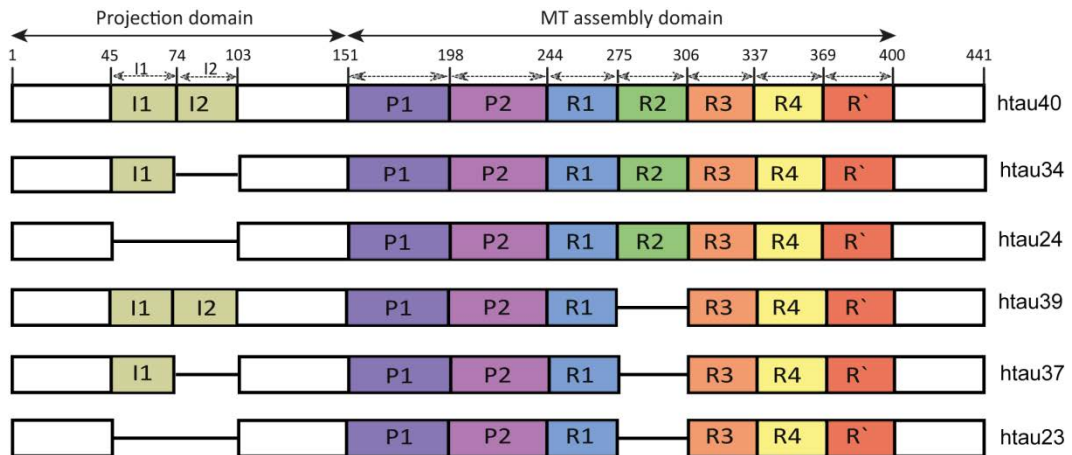 Projection domain MT assembly domain
1 45 I1 74 I2 103 151 198 244 275 306 337 369 400 441
I1 I2 P1 P2 R1 R2 R3 R4 R` htau40
I1 P1 P2 R1 R2 R3 R4 R` htau34
P1 P2 R1 R2 R3 R4 R` htau24
I1 I2 P1 P2 R1 R3 R4 R` htau39
I1 P1 P2 R1 R3 R4 R` htau37
P1 P2 R1 R3 R4 R` htau23